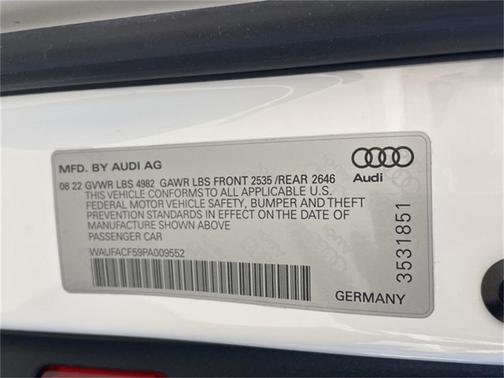 MFD. BY AUDI AG
Audi
08 22 GVWR LBS 4982 GAWR LBS FRONT 2535 /REAR 2646
THIS VEHICLE CONFORMS TO ALL APPLICABLE U.S.
FEDERAL MOTOR VEHICLE SAFETY, BUMPER AND THEFT
PREVENTION STANDARDS IN EFFECT ON THE DATE OF
MANUFACTURE SHOWN ABOVE
PASSENGER CAR
WAUFACF59PA009552
3531851
GERMANY